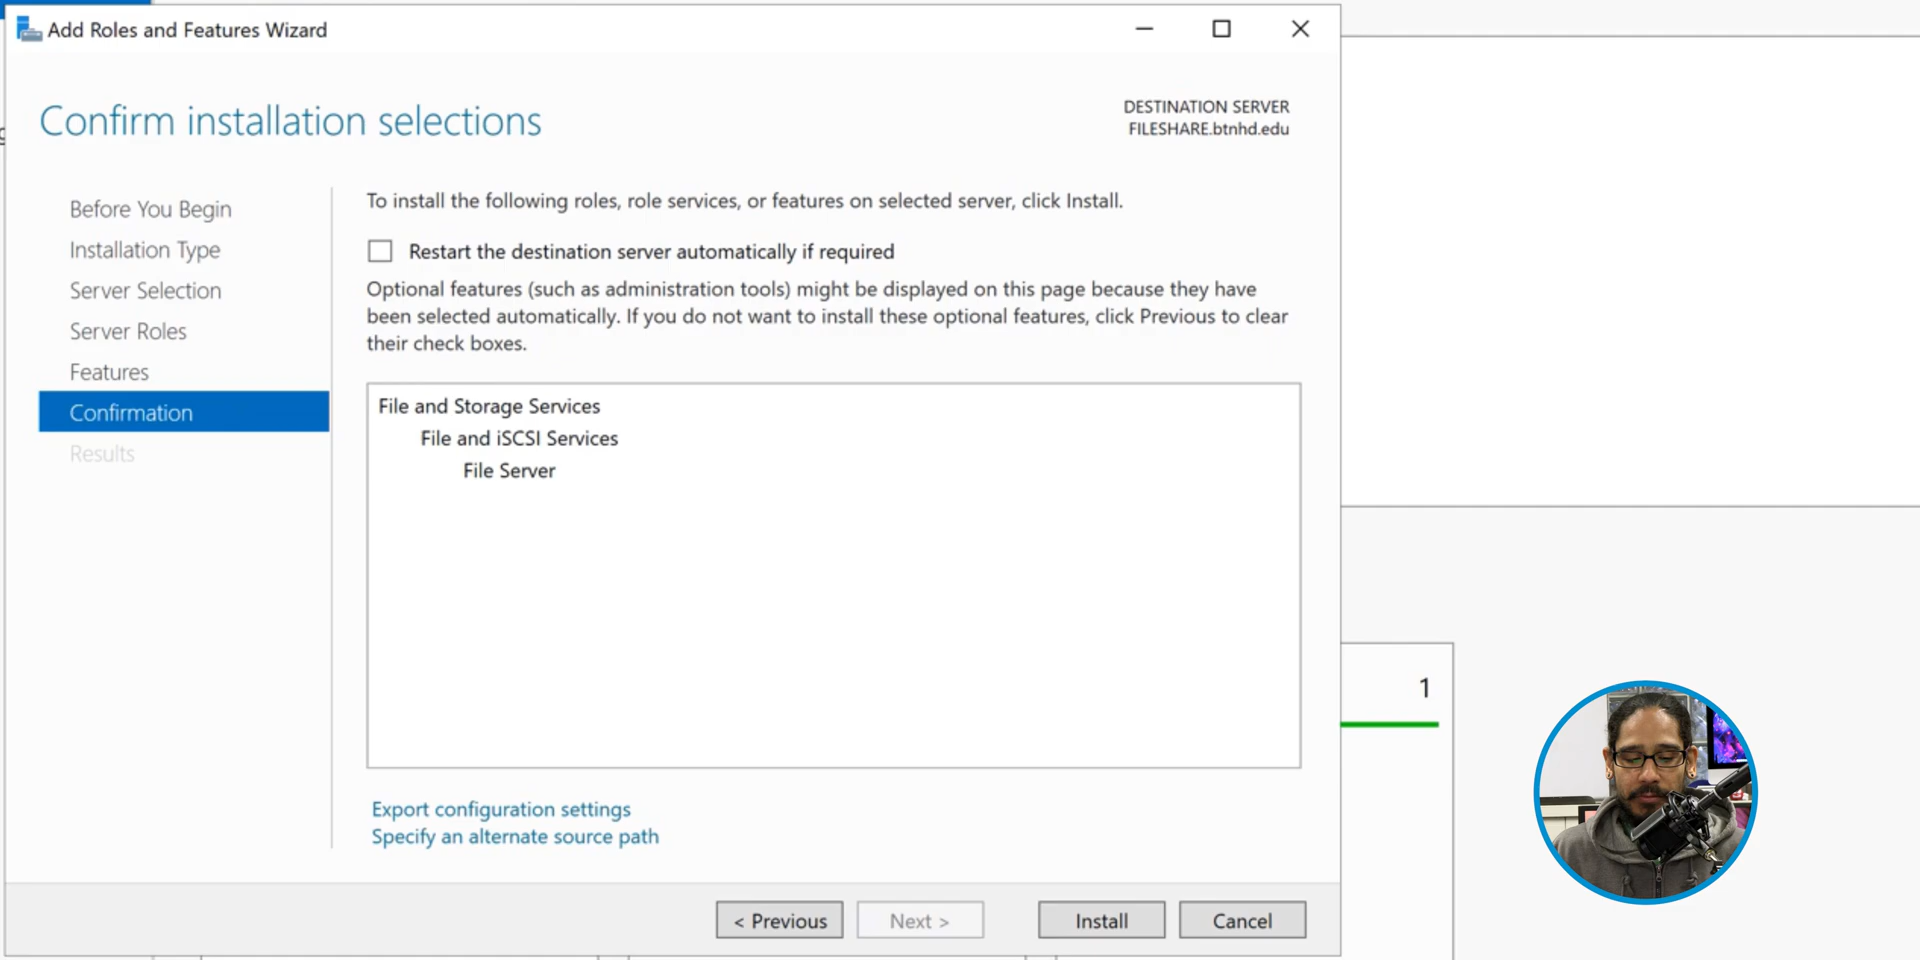 Add Roles and Features Wizard
Confirm installation selections
DESTINATION SERVER
FILESHARE.btnhd.edu
Before You Begin
Installation Type
Server Selection
Server Roles
Features
Confirmation
Results
To install the following roles, role services, or features on selected server, click Install.
Restart the destination server automatically if required
Optional features (such as administration tools) might be displayed on this page because they have
been selected automatically. If you do not want to install these optional features, click Previous to clear
their check boxes.
File and Storage Services
File and iSCSI Services
File Server
Export configuration settings
Specify an alternate source path
< Previous
Next >
Install
Cancel
1